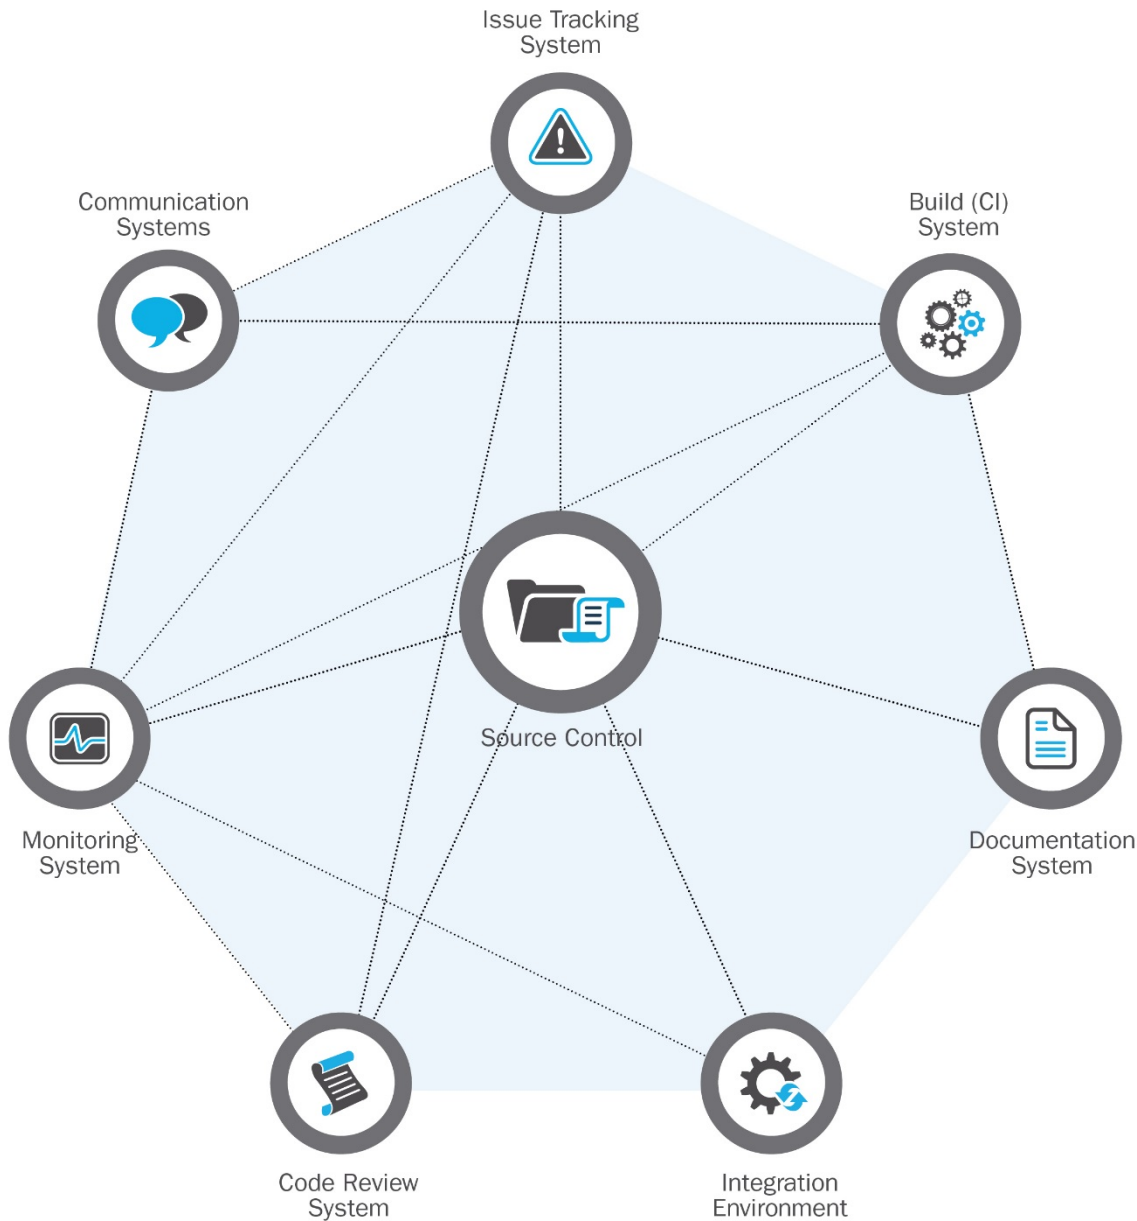 Issue Tracking
System
Communication
Systems
Build (CI)
System
Source Control
Monitoring
System
Documentation
System
Code Review
System
Integration
Environment